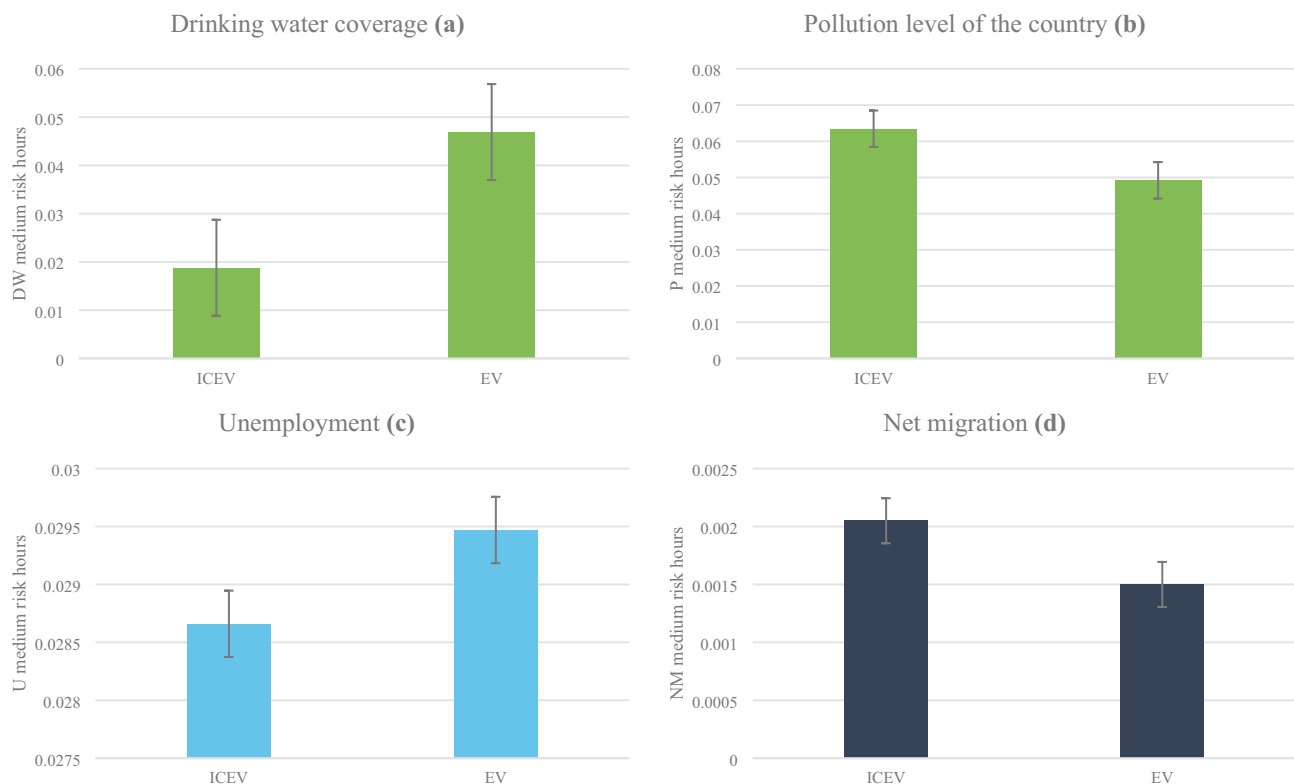 Drinking water coverage (a)
DW medium risk hours
0.06
0.05
0.04
0.03
0.02
0.01
0
ICEV
EV
Pollution level of the country (b)
P medium risk hours
0.08
0.07
0.06
0.05
0.04
0.03
0.02
0.01
0
ICEV
EV
Unemployment (c)
U medium risk hours
0.03
0.0295
0.029
0.0285
0.028
0.0275
ICEV
EV
Net migration (d)
NM medium risk hours
0.0025
0.002
0.0015
0.001
0.0005
0
ICEV
EV